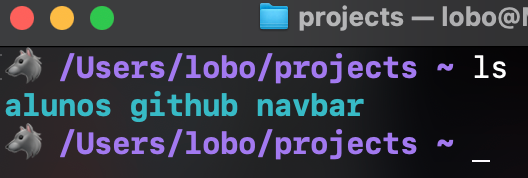 projects — lobo@
🐺 /Users/lobo/projects ~ ls
alunos github navbar
🐺 /Users/lobo/projects ~ _